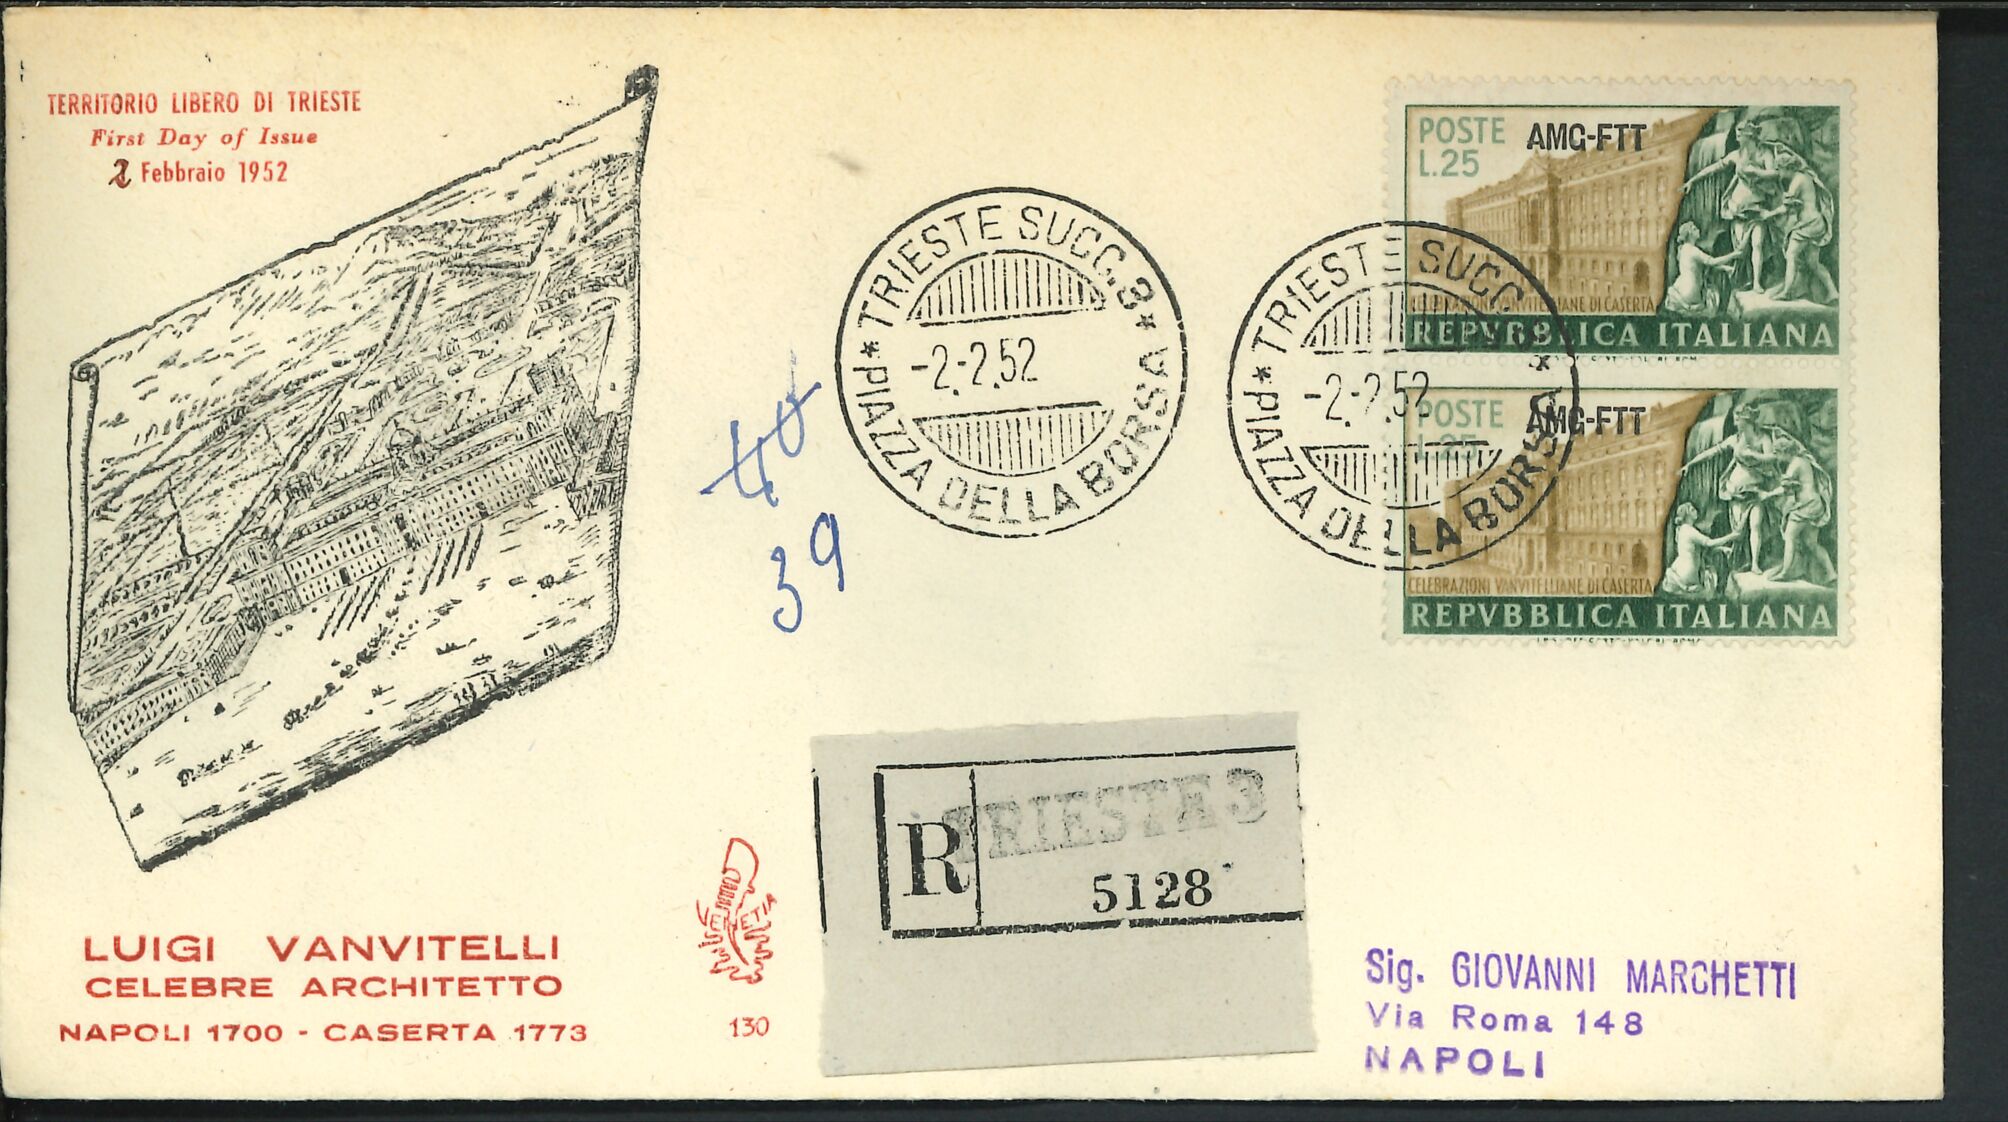 TERRITORIO LIBERO DI TRIESTE
First Day of Issue
2 Febbraio 1952
POSTE AMG-FTT
L.25
CELEBRAZIONI VANVITELLIANE DI CASERTA
REPVBBLICA ITALIANA
POSTE AMG-FTT
L.25
CELEBRAZIONI VANVITELLIANE DI CASERTA
REPVBBLICA ITALIANA
* TRIESTE SUCC. 3 *
-2.-2.52
PIAZZA DELLA BORSA
* TRIESTE SUCC. 3 *
-2.-2.52
PIAZZA DELLA BORSA
39
R TRIESTE 3
5128
VENETIA
130
LUIGI VANVITELLI
CELEBRE ARCHITETTO
NAPOLI 1700 - CASERTA 1773
Sig. GIOVANNI MARCHETTI
Via Roma 148
NAPOLI